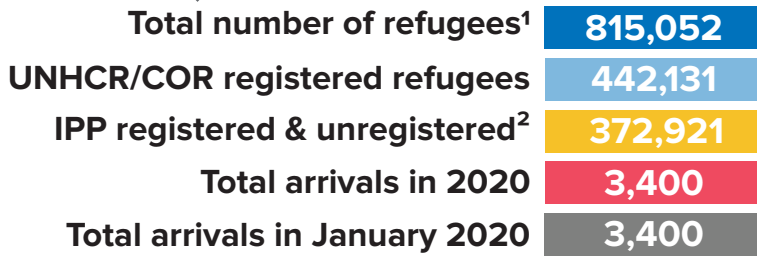 Total number of refugees¹ 815,052
UNHCR/COR registered refugees 442,131
IPP registered & unregistered² 372,921
Total arrivals in 2020 3,400
Total arrivals in January 2020 3,400